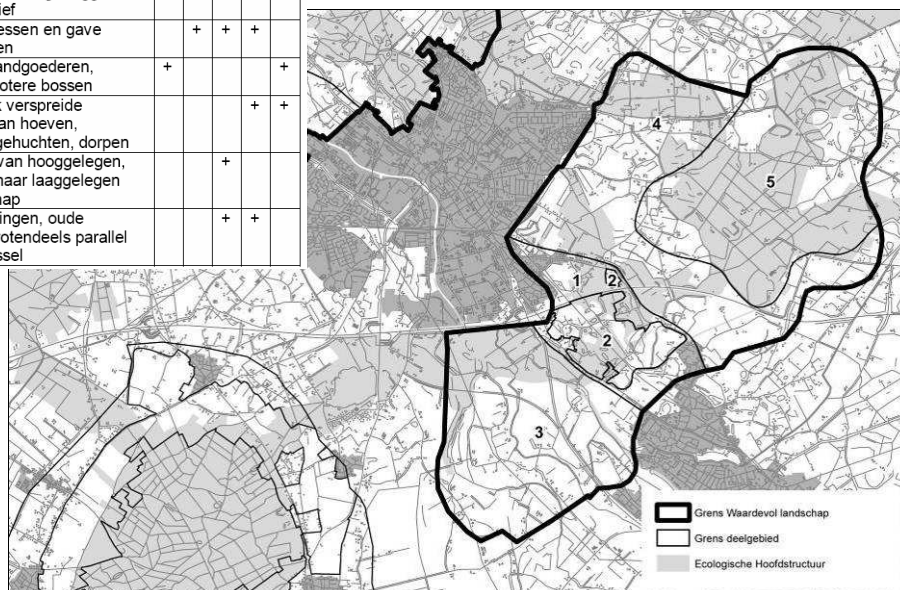 ief
essen en gave + + +
en
andgoederen, + +
otere bossen
k verspreide + +
an hoeven,
gehuchten, dorpen
van hooggelegen, +
naar laaggelegen
hap
ingen, oude + +
rotendeels parallel
ssel
4
5
1
2
2
3
Grens Waardevol landschap
Grens deelgebied
Ecologische Hoofdstructuur